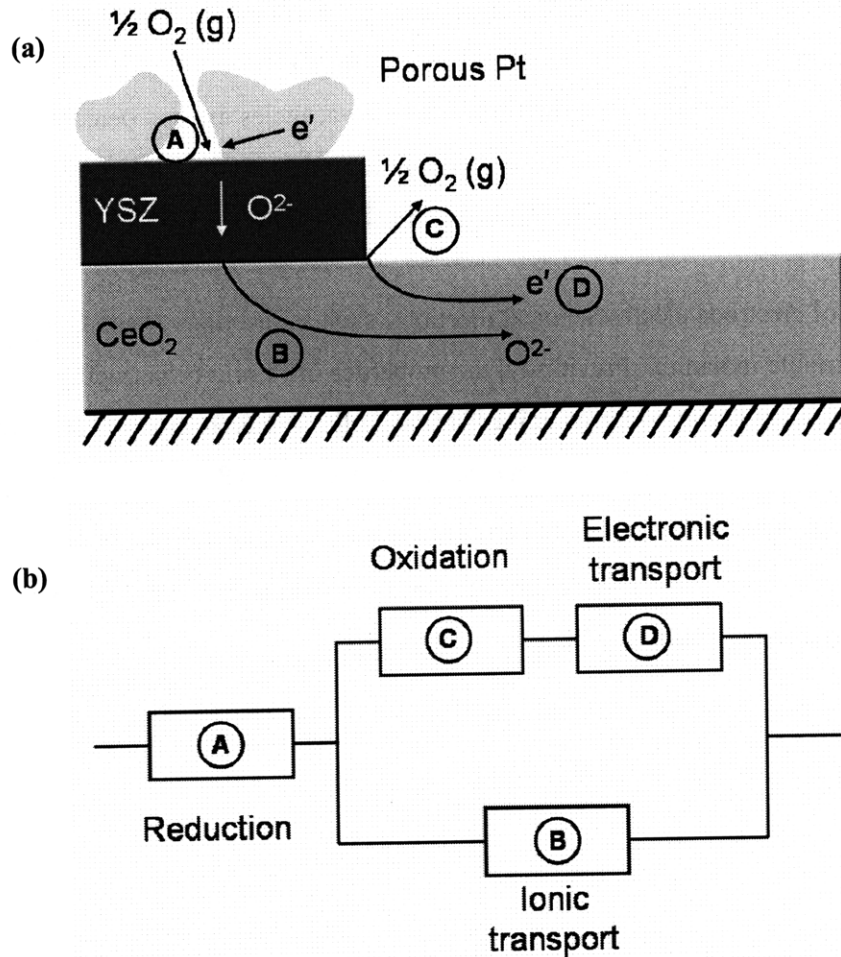 (a)
½ O₂ (g)
Porous Pt
A
e'
½ O₂ (g)
YSZ
O²⁻
C
e'
D
CeO₂
B
O²⁻
(b)
Oxidation
Electronic
transport
C
D
A
Reduction
B
Ionic
transport